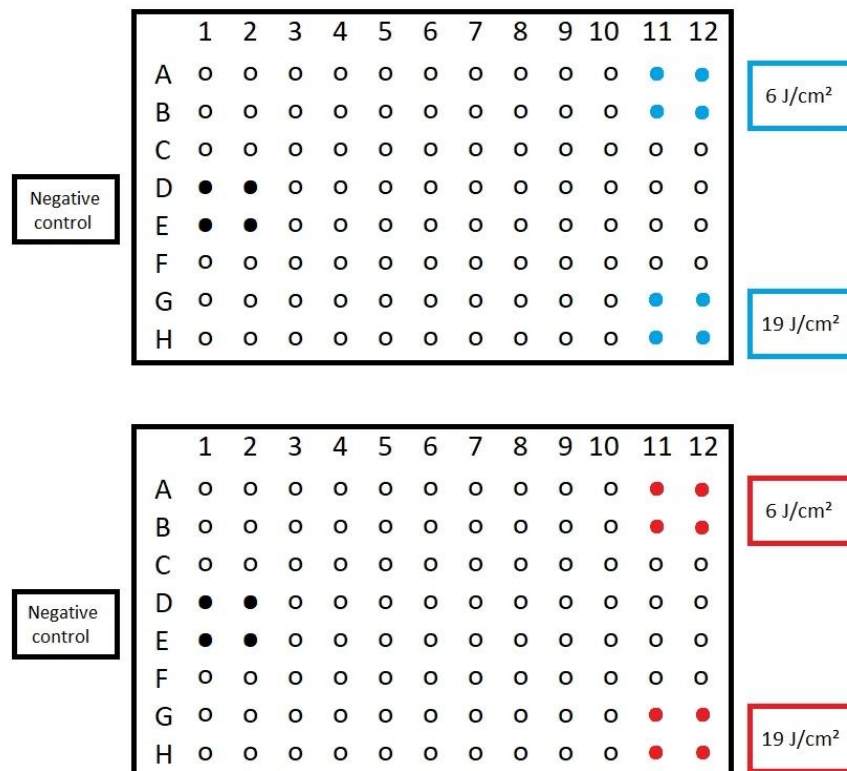 1 2 3 4 5 6 7 8 9 10 11 12
A
6 J/cm²
B
C
D
Negative
control
E
F
G
19 J/cm²
H
1 2 3 4 5 6 7 8 9 10 11 12
A
6 J/cm²
B
C
D
Negative
control
E
F
G
19 J/cm²
H